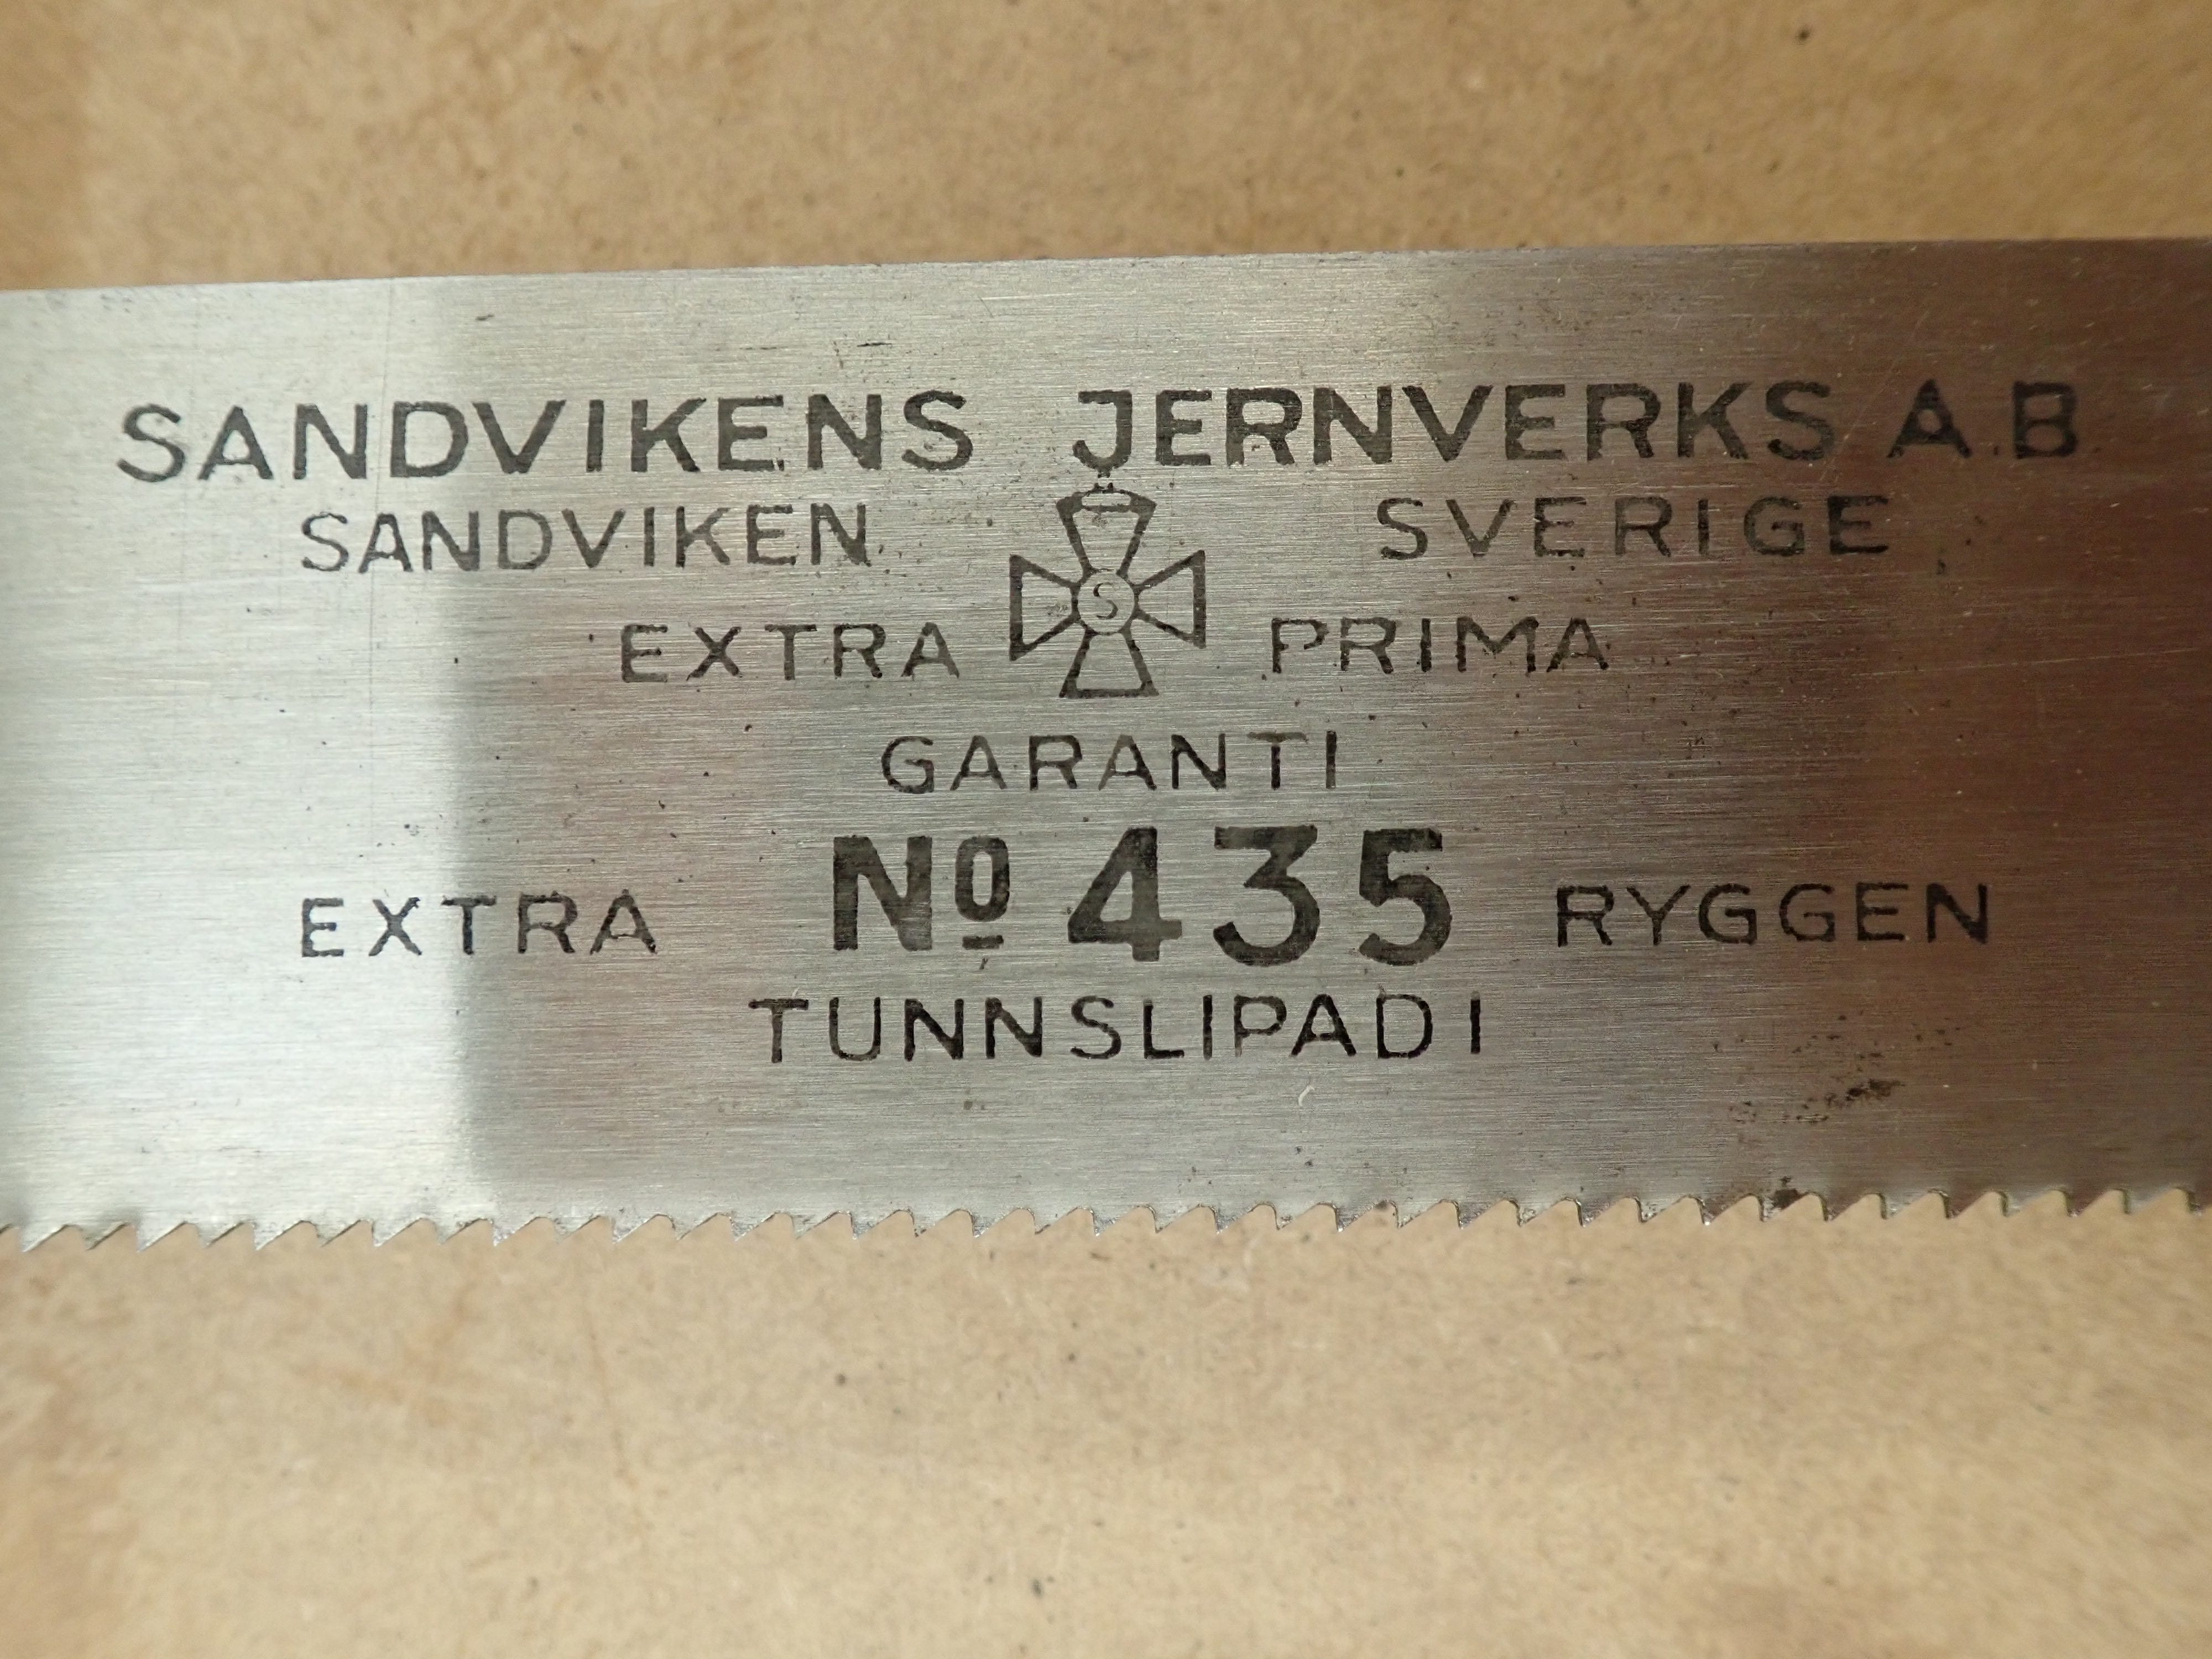 SANDVIKENS JERNVERKS A.B
SANDVIKEN SVERIGE
S
EXTRA PRIMA
GARANTI
EXTRA No 435 RYGGEN
TUNNSLIPAD I